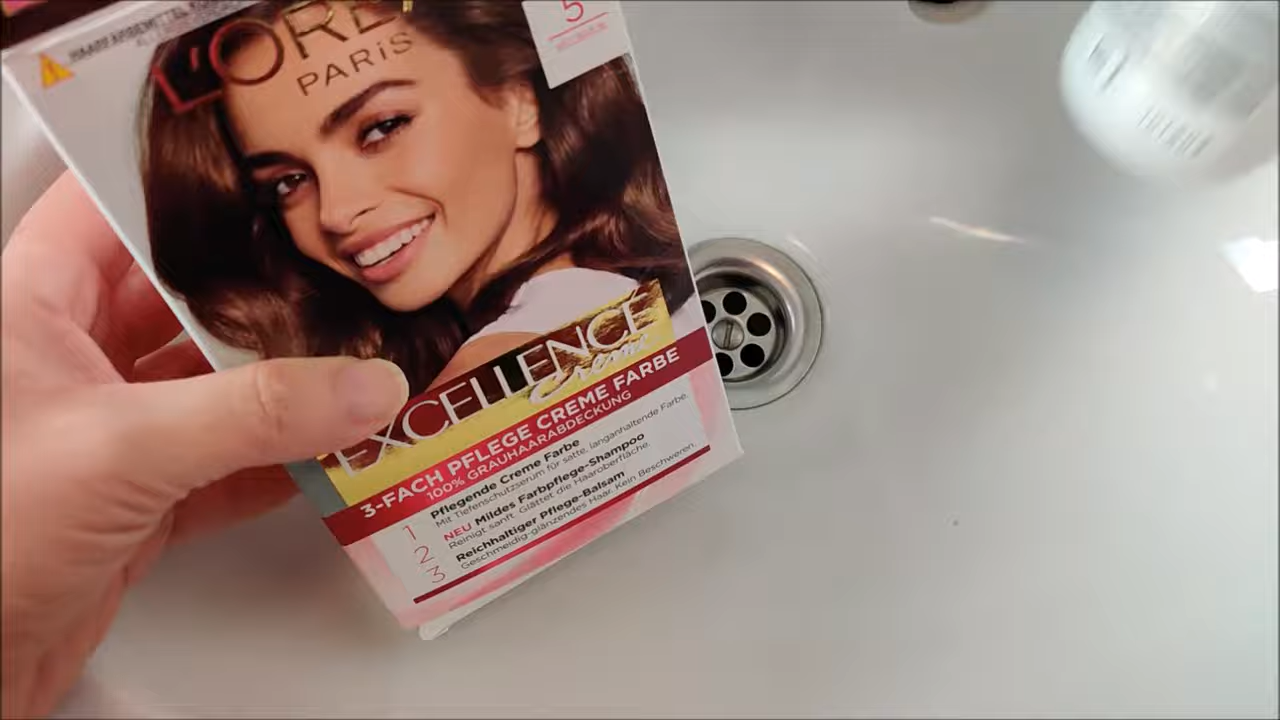 L'ORÉ
PARIS
5
EXCELLENCE
Creme
3-FACH PFLEGE CREME FARBE
100% GRAUHAARABDECKUNG
1 Pflegende Creme Farbe
Mit Tiefenschutzserum für satte, langanhaltende Farbe.
2 NEU Mildes Farbpflege-Shampoo
Reinigt sanft. Glättet die Haaroberfläche.
3 Reichhaltiger Pflege-Balsam
Geschmeidig-glänzendes Haar. Kein Beschweren.